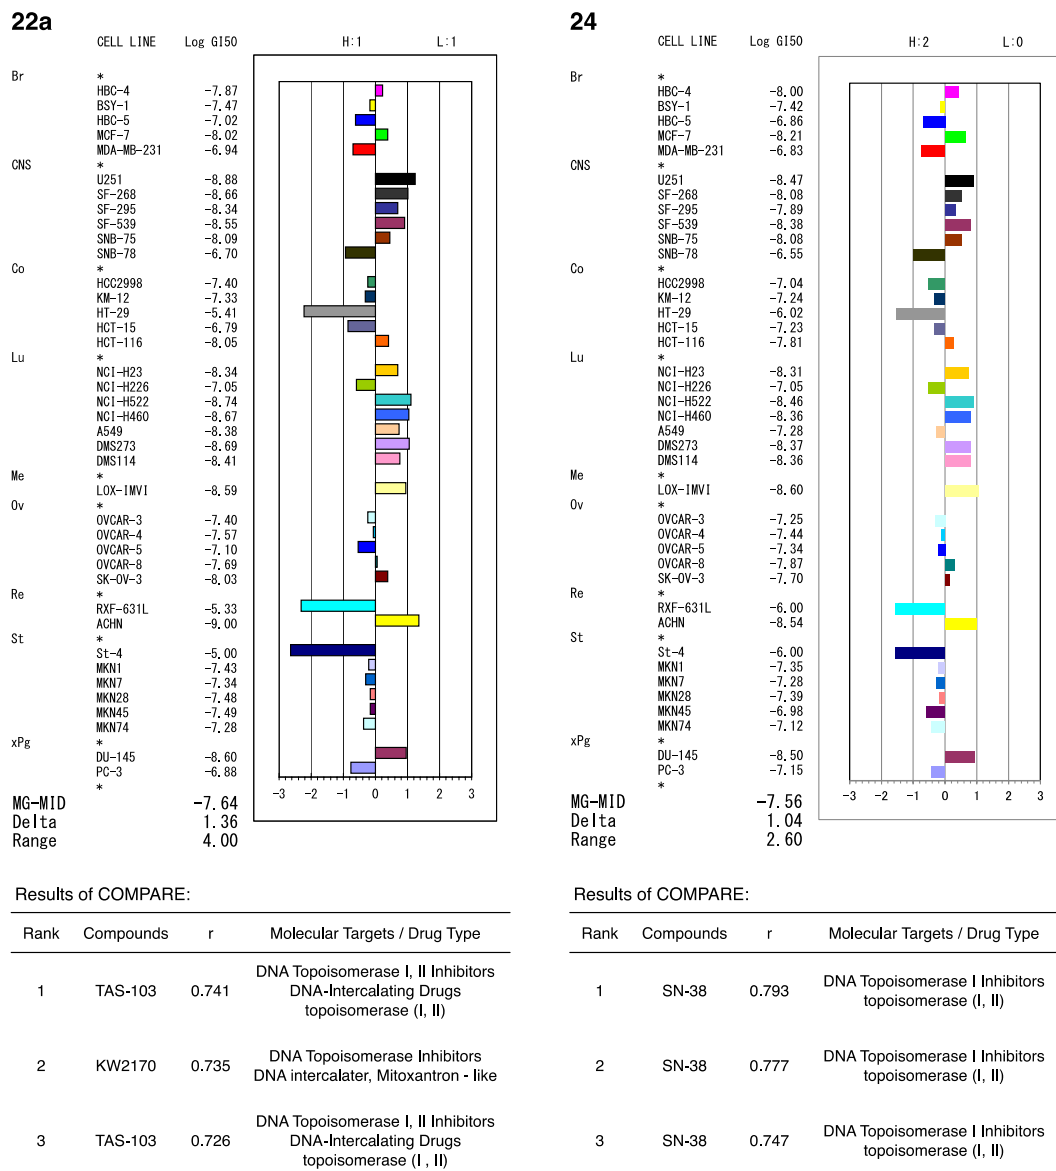 22a
CELL LINE Log GI50 H:1 L:1
Br *
HBC-4 -7.87
BSY-1 -7.47
HBC-5 -7.02
MCF-7 -8.02
MDA-MB-231 -6.94
CNS *
U251 -8.88
SF-268 -8.66
SF-295 -8.34
SF-539 -8.55
SNB-75 -8.09
SNB-78 -6.70
Co *
HCC2998 -7.40
KM-12 -7.33
HT-29 -5.41
HCT-15 -6.79
HCT-116 -8.05
Lu *
NCI-H23 -8.34
NCI-H226 -7.05
NCI-H522 -8.74
NCI-H460 -8.67
A549 -8.38
DMS273 -8.69
DMS114 -8.41
Me *
LOX-IMVI -8.59
Ov *
OVCAR-3 -7.40
OVCAR-4 -7.57
OVCAR-5 -7.10
OVCAR-8 -7.69
SK-OV-3 -8.03
Re *
RXF-631L -5.33
ACHN -9.00
St *
St-4 -5.00
MKN1 -7.43
MKN7 -7.34
MKN28 -7.48
MKN45 -7.49
MKN74 -7.28
xPg *
DU-145 -8.60
PC-3 -6.88
*
-3 -2 -1 0 1 2 3
MG-MID -7.64
Delta 1.36
Range 4.00
Results of COMPARE:
Rank Compounds r Molecular Targets / Drug Type
1 TAS-103 0.741 DNA Topoisomerase I, II Inhibitors
DNA-Intercalating Drugs
topoisomerase (I, II)
2 KW2170 0.735 DNA Topoisomerase Inhibitors
DNA intercalater, Mitoxantron - like
3 TAS-103 0.726 DNA Topoisomerase I, II Inhibitors
DNA-Intercalating Drugs
topoisomerase (I , II)
24
CELL LINE Log GI50 H:2 L:0
Br *
HBC-4 -8.00
BSY-1 -7.42
HBC-5 -6.86
MCF-7 -8.21
MDA-MB-231 -6.83
CNS *
U251 -8.47
SF-268 -8.08
SF-295 -7.89
SF-539 -8.38
SNB-75 -8.08
SNB-78 -6.55
Co *
HCC2998 -7.04
KM-12 -7.24
HT-29 -6.02
HCT-15 -7.23
HCT-116 -7.81
Lu *
NCI-H23 -8.31
NCI-H226 -7.05
NCI-H522 -8.46
NCI-H460 -8.36
A549 -7.28
DMS273 -8.37
DMS114 -8.36
Me *
LOX-IMVI -8.60
Ov *
OVCAR-3 -7.25
OVCAR-4 -7.44
OVCAR-5 -7.34
OVCAR-8 -7.87
SK-OV-3 -7.70
Re *
RXF-631L -6.00
ACHN -8.54
St *
St-4 -6.00
MKN1 -7.35
MKN7 -7.28
MKN28 -7.39
MKN45 -6.98
MKN74 -7.12
xPg *
DU-145 -8.50
PC-3 -7.15
*
-3 -2 -1 0 1 2 3
MG-MID -7.56
Delta 1.04
Range 2.60
Results of COMPARE:
Rank Compounds r Molecular Targets / Drug Type
1 SN-38 0.793 DNA Topoisomerase I Inhibitors
topoisomerase (I, II)
2 SN-38 0.777 DNA Topoisomerase I Inhibitors
topoisomerase (I, II)
3 SN-38 0.747 DNA Topoisomerase I Inhibitors
topoisomerase (I, II)